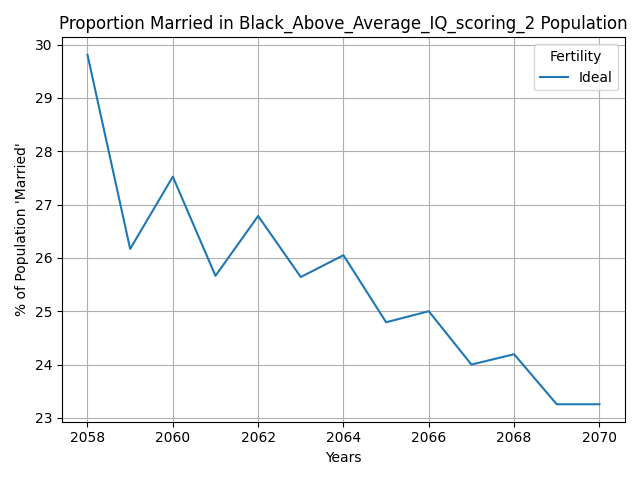 Proportion Married in Black_Above_Average_IQ_scoring_2 Population
Fertility
Ideal
% of Population 'Married'
30
29
28
27
26
25
24
23
2058 2060 2062 2064 2066 2068 2070
Years